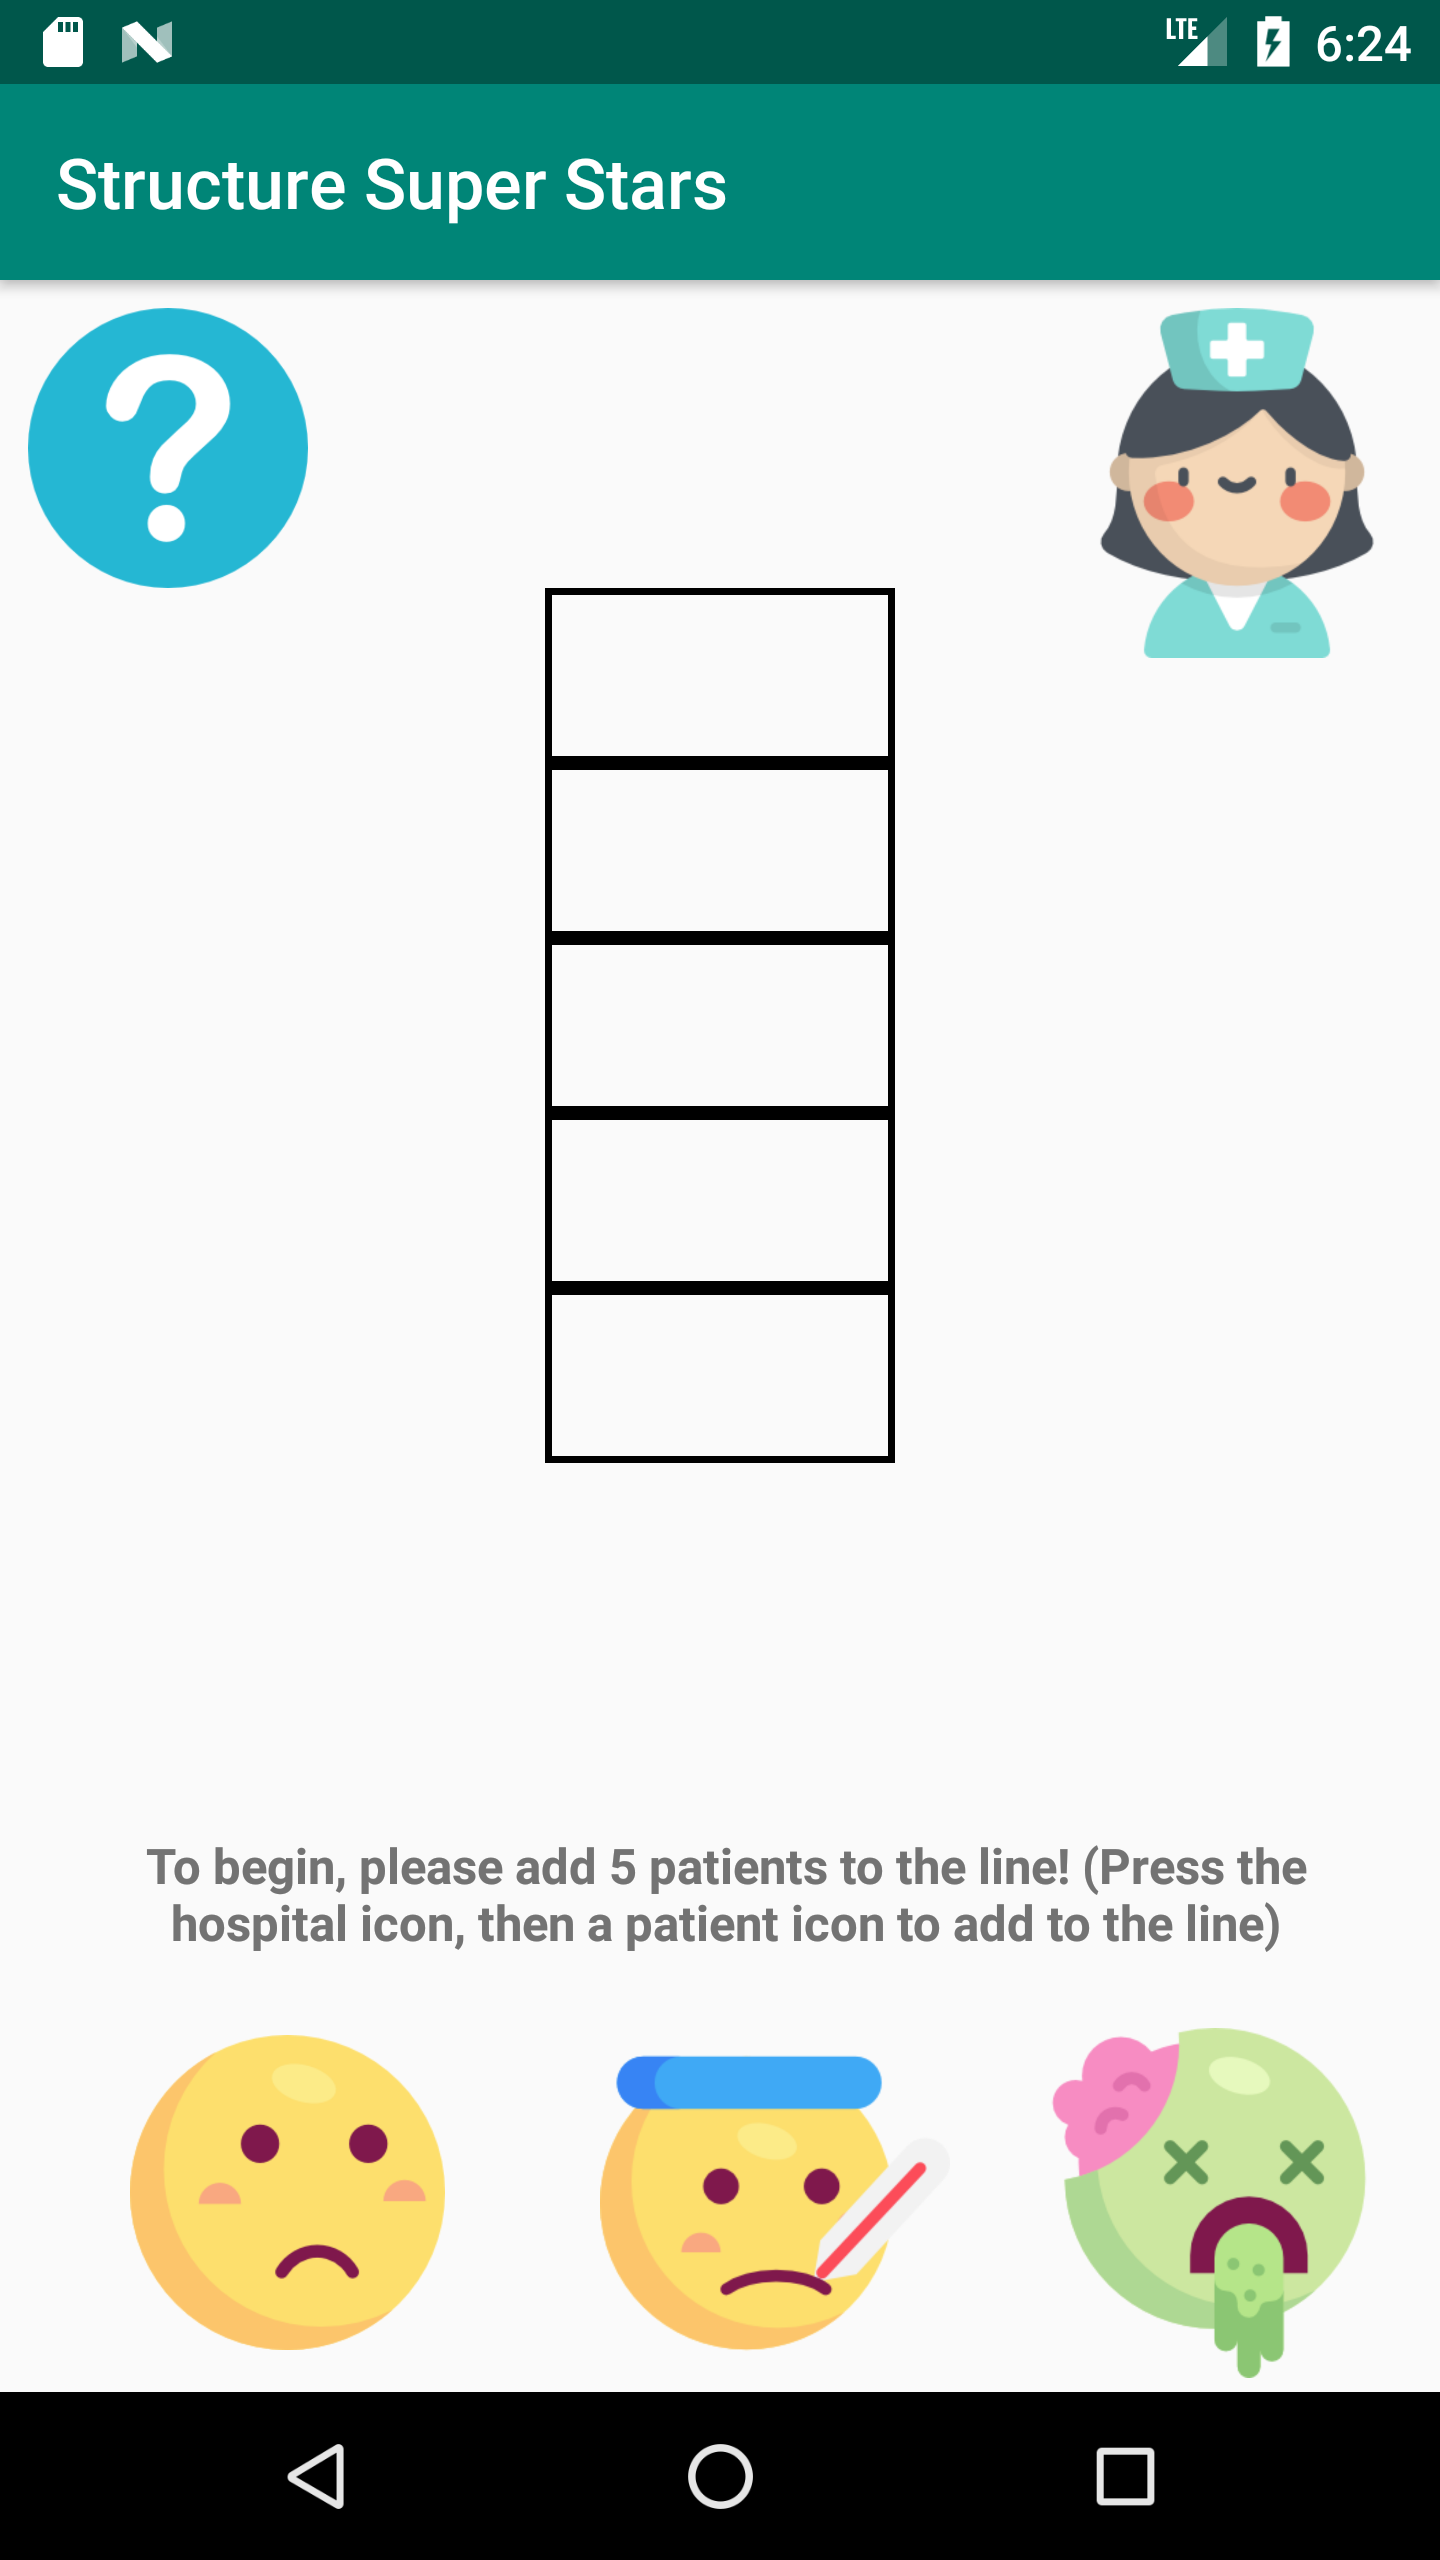 LTE 6:24
Structure Super Stars
?
To begin, please add 5 patients to the line! (Press the
hospital icon, then a patient icon to add to the line)